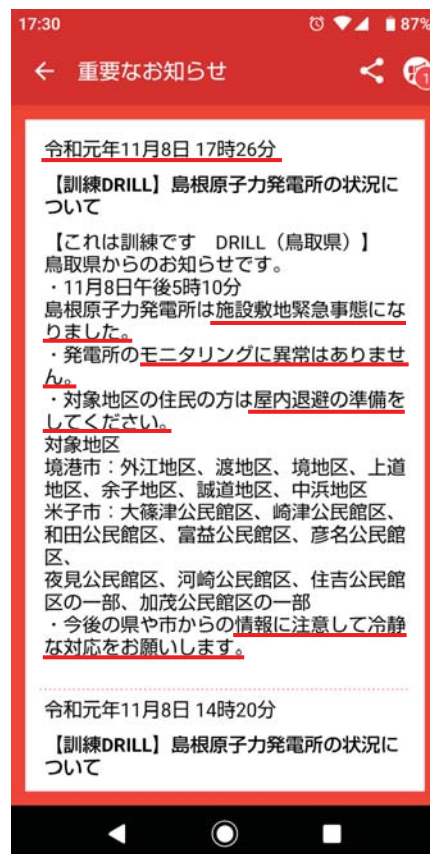 17:30 87%
重要なお知らせ 1
令和元年11月8日 17時26分
【訓練DRILL】島根原子力発電所の状況に
ついて
【これは訓練です　DRILL（鳥取県）】
鳥取県からのお知らせです。
・11月8日午後5時10分
島根原子力発電所は施設敷地緊急事態にな
りました。
・発電所のモニタリングに異常はありませ
ん。
・対象地区の住民の方は屋内退避の準備を
してください。
対象地区
境港市：外江地区、渡地区、境地区、上道
地区、余子地区、誠道地区、中浜地区
米子市：大篠津公民館区、崎津公民館区、
和田公民館区、富益公民館区、彦名公民館
区、
夜見公民館区、河崎公民館区、住吉公民館
区の一部、加茂公民館区の一部
・今後の県や市からの情報に注意して冷静
な対応をお願いします。
令和元年11月8日 14時20分
【訓練DRILL】島根原子力発電所の状況に
ついて